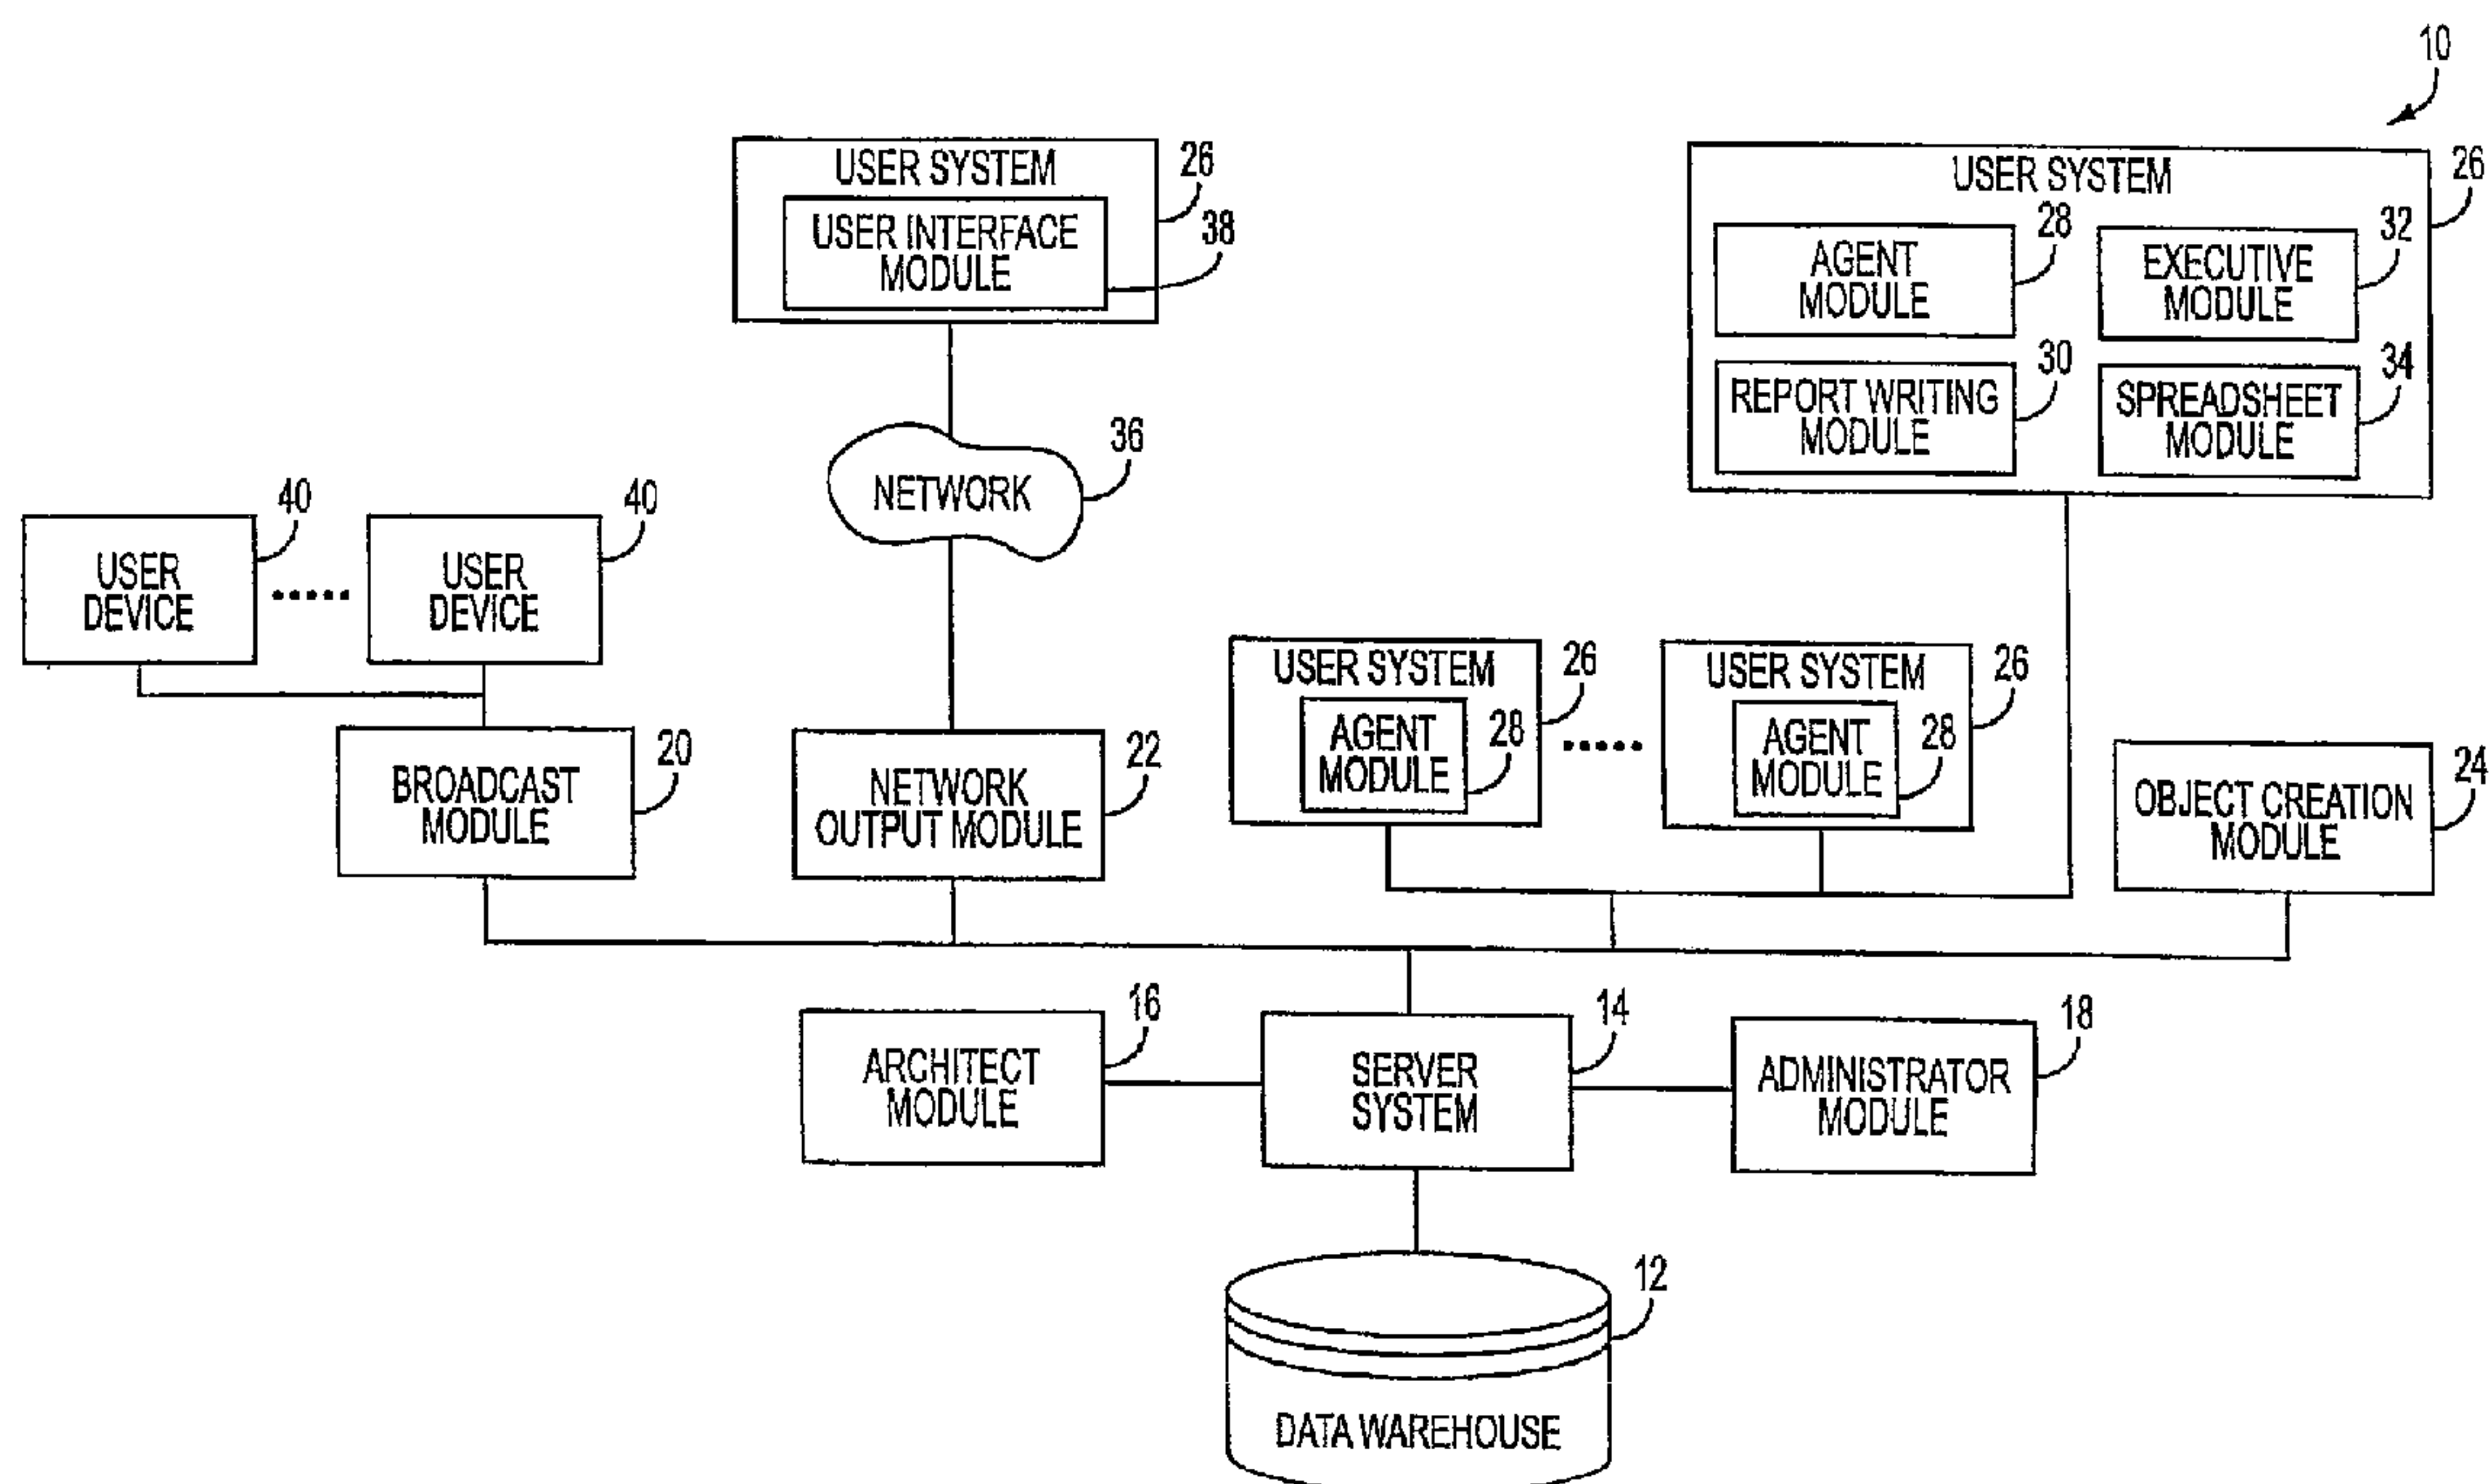 10
USER SYSTEM
26
USER INTERFACE
MODULE
38
USER SYSTEM
26
AGENT
MODULE
28
EXECUTIVE
MODULE
32
REPORT WRITING
MODULE
30
SPREADSHEET
MODULE
34
NETWORK
36
USER
DEVICE
40
USER
DEVICE
40
USER SYSTEM
26
AGENT
MODULE
28
USER SYSTEM
26
AGENT
MODULE
28
BROADCAST
MODULE
20
NETWORK
OUTPUT MODULE
22
OBJECT CREATION
MODULE
24
ARCHITECT
MODULE
16
SERVER
SYSTEM
14
ADMINISTRATOR
MODULE
18
12
DATA WAREHOUSE